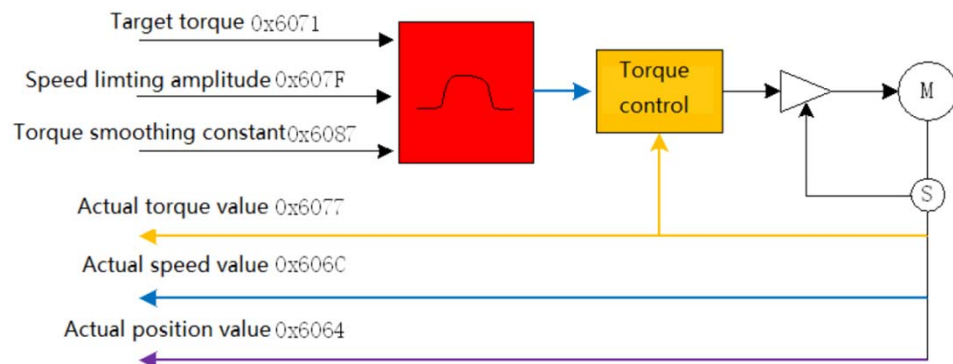 Target torque 0x6071
Speed limting amplitude 0x607F
Torque smoothing constant0x6087
Torque
control
M
S
Actual torque value 0x6077
Actual speed value 0x606C
Actual position value 0x6064